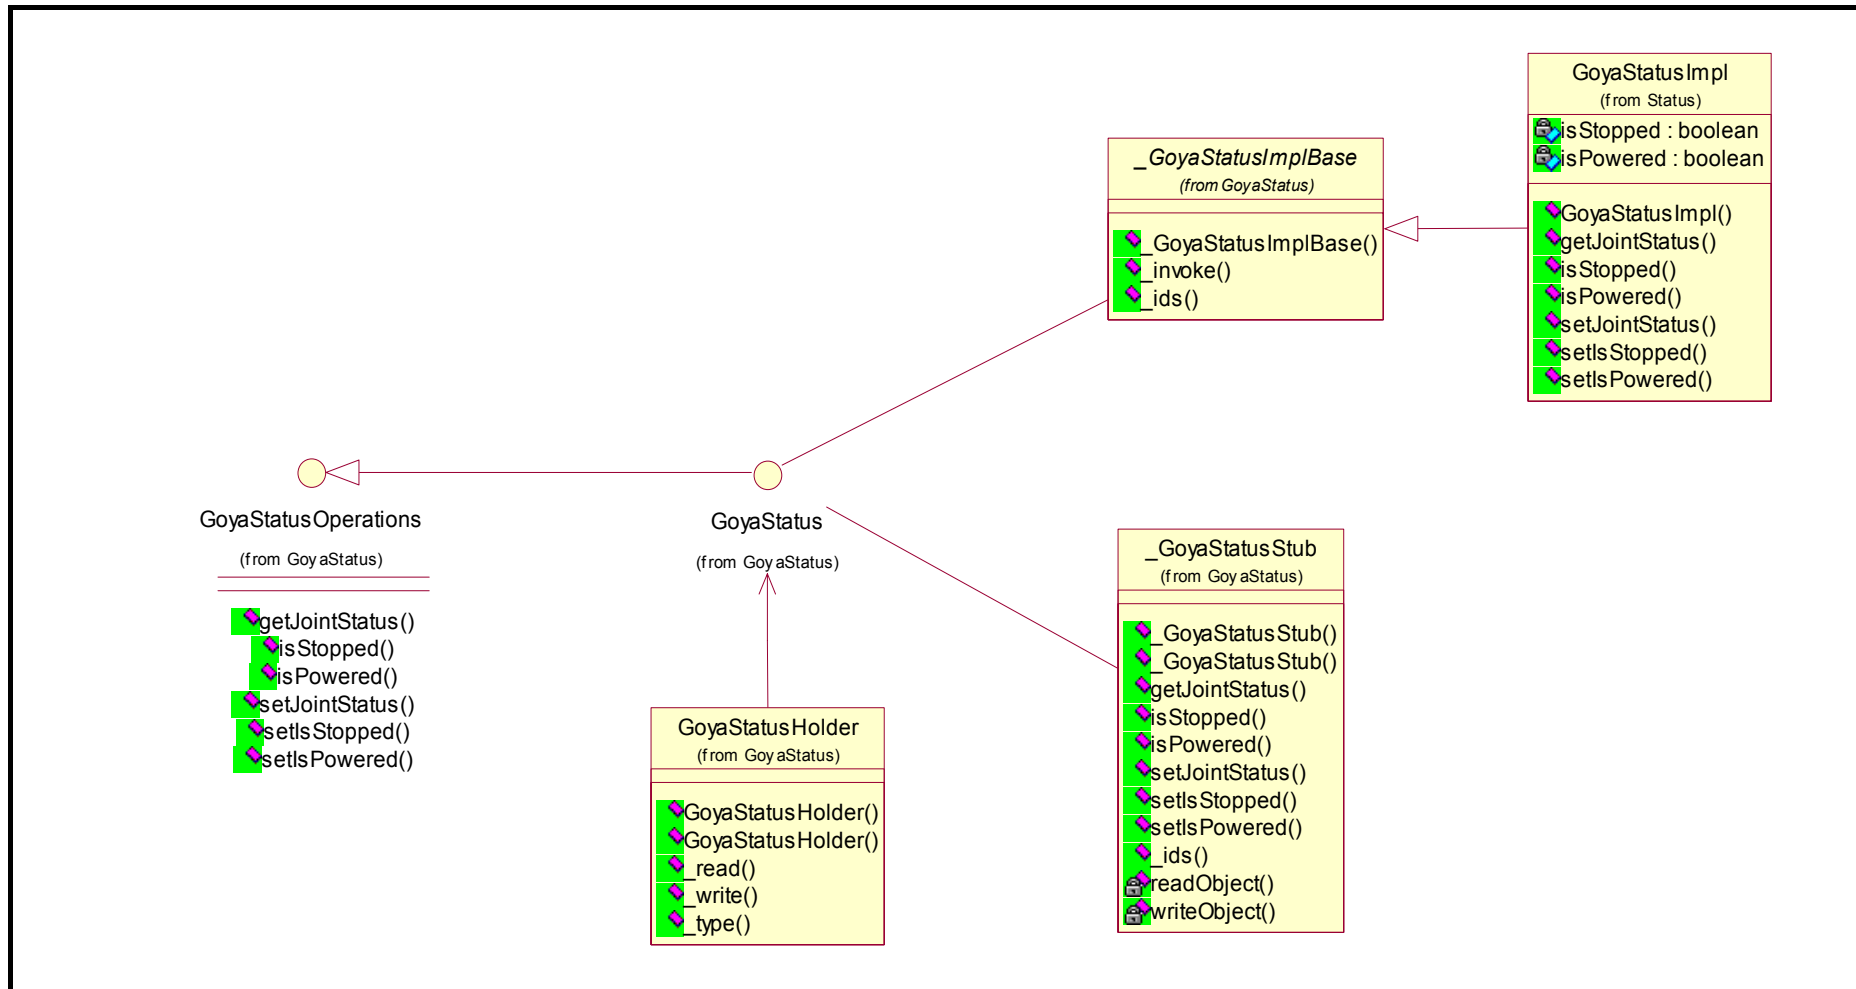 GoyaStatusImpl
(from Status)
isStopped : boolean
isPowered : boolean
GoyaStatusImpl()
getJointStatus()
isStopped()
isPowered()
setJointStatus()
setIsStopped()
setIsPowered()
_GoyaStatusImplBase
(from GoyaStatus)
_GoyaStatusImplBase()
_invoke()
_ids()
GoyaStatusOperations
(from GoyaStatus)
getJointStatus()
isStopped()
isPowered()
setJointStatus()
setIsStopped()
setIsPowered()
GoyaStatus
(from GoyaStatus)
GoyaStatusHolder
(from GoyaStatus)
GoyaStatusHolder()
GoyaStatusHolder()
_read()
_write()
_type()
_GoyaStatusStub
(from GoyaStatus)
_GoyaStatusStub()
_GoyaStatusStub()
getJointStatus()
isStopped()
isPowered()
setJointStatus()
setIsStopped()
setIsPowered()
_ids()
readObject()
writeObject()